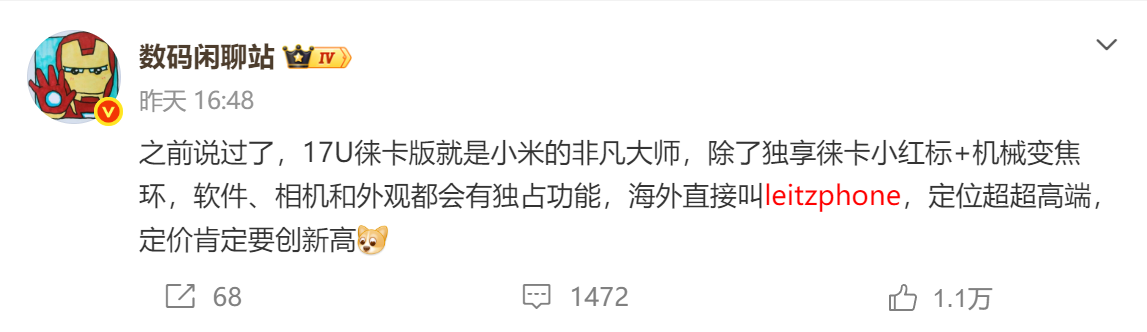 数码闲聊站 IV
昨天 16:48
之前说过了，17U徕卡版就是小米的非凡大师，除了独享徕卡小红标+机械变焦
环，软件、相机和外观都会有独占功能，海外直接叫leitzphone，定位超超高端，
定价肯定要创新高
68 1472 1.1万